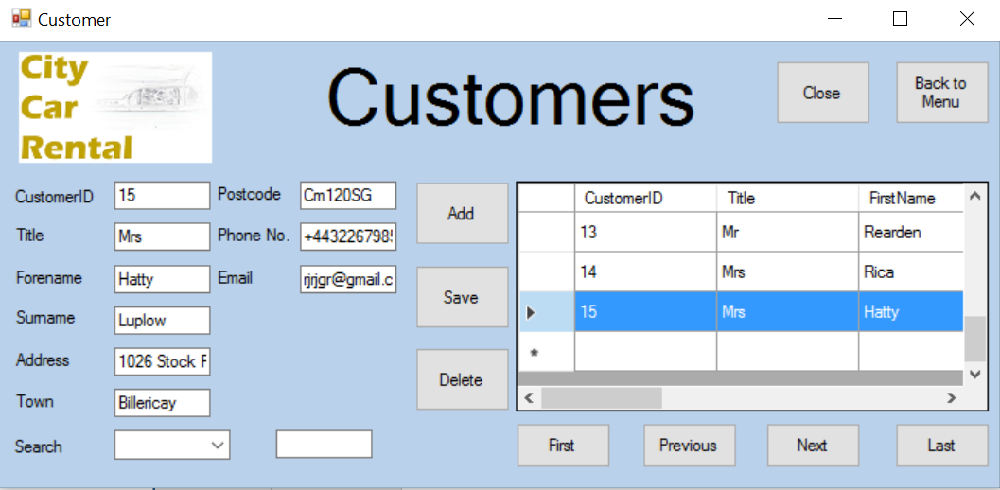 Customer
City
Car
Rental
Customers
Close
Back to
Menu
CustomerID 15
Title Mrs
Forename Hatty
Surname Luplow
Address 1026 Stock
Town Billericay
Search
Postcode Cm120SG
Phone No. +443226798
Email rjrjgr@gmail.c
Add
Save
Delete
CustomerID Title FirstName
13 Mr Rearden
14 Mrs Rica
15 Mrs Hatty
*
First Previous Next Last